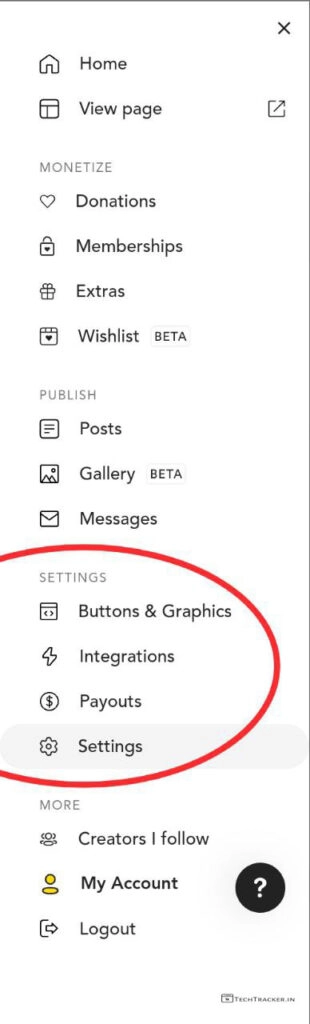 Home
View page
MONETIZE
Donations
Memberships
Extras
Wishlist BETA
PUBLISH
Posts
Gallery BETA
Messages
SETTINGS
Buttons & Graphics
Integrations
Payouts
Settings
MORE
Creators I follow
My Account
?
Logout
TECHTRACKER.IN